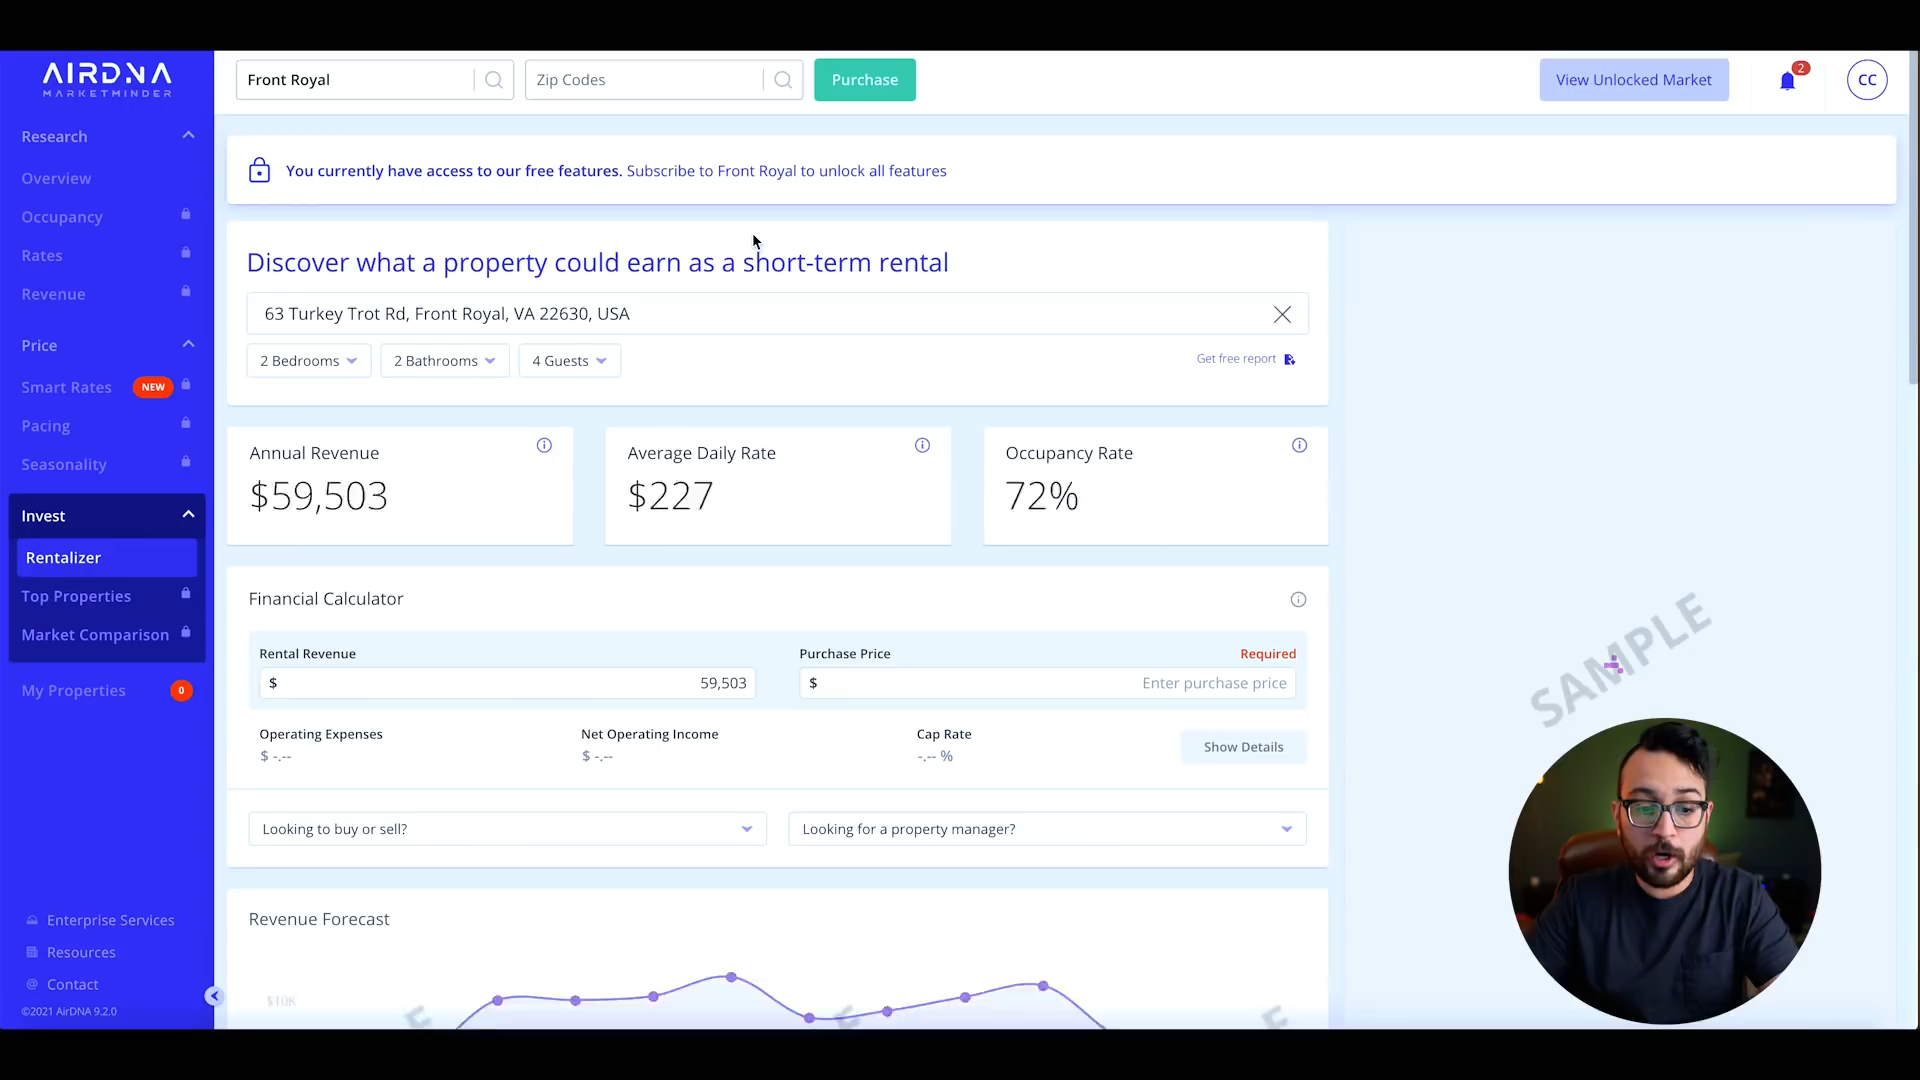 AIRDNA
MARKETMINDER
Front Royal
Zip Codes
Purchase
View Unlocked Market
2
CC
Research
Overview
Occupancy
Rates
Revenue
Price
Smart Rates NEW
Pacing
Seasonality
Invest
Rentalizer
Top Properties
Market Comparison
My Properties 0
Enterprise Services
Resources
@ Contact
©2021 AirDNA 9.2.0
You currently have access to our free features. Subscribe to Front Royal to unlock all features
Discover what a property could earn as a short-term rental
63 Turkey Trot Rd, Front Royal, VA 22630, USA
2 Bedrooms 2 Bathrooms 4 Guests
Get free report
Annual Revenue
$59,503
Average Daily Rate
$227
Occupancy Rate
72%
Financial Calculator
Rental Revenue
$ 59,503
Purchase Price Required
$ Enter purchase price
Operating Expenses
$ -.--
Net Operating Income
$ -.--
Cap Rate
-.-- %
Show Details
Looking to buy or sell?
Looking for a property manager?
Revenue Forecast
$10K
E E E
SAMPLE